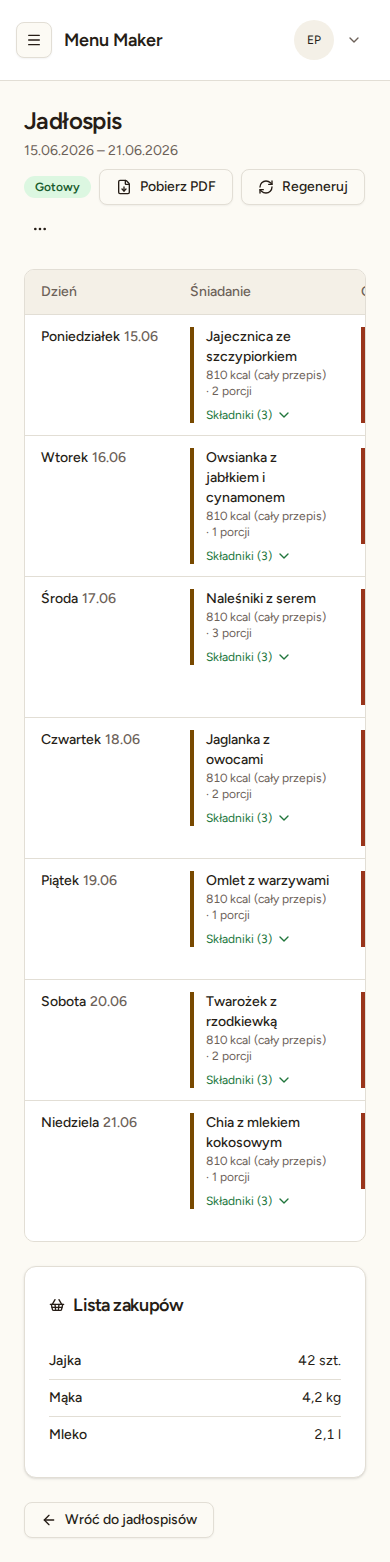 Menu Maker
EP
Jadłospis
15.06.2026 – 21.06.2026
Gotowy
Pobierz PDF
Regeneruj
...
Dzień
Śniadanie
Poniedziałek 15.06
Jajecznica ze
szczypiorkiem
810 kcal (cały przepis)
· 2 porcji
Składniki (3)
Wtorek 16.06
Owsianka z
jabłkiem i
cynamonem
810 kcal (cały przepis)
· 1 porcji
Składniki (3)
Środa 17.06
Naleśniki z serem
810 kcal (cały przepis)
· 3 porcji
Składniki (3)
Czwartek 18.06
Jaglanka z
owocami
810 kcal (cały przepis)
· 2 porcji
Składniki (3)
Piątek 19.06
Omlet z warzywami
810 kcal (cały przepis)
· 1 porcji
Składniki (3)
Sobota 20.06
Twarożek z
rzodkiewką
810 kcal (cały przepis)
· 2 porcji
Składniki (3)
Niedziela 21.06
Chia z mlekiem
kokosowym
810 kcal (cały przepis)
· 1 porcji
Składniki (3)
Lista zakupów
Jajka 42 szt.
Mąka 4,2 kg
Mleko 2,1 l
Wróć do jadłospisów